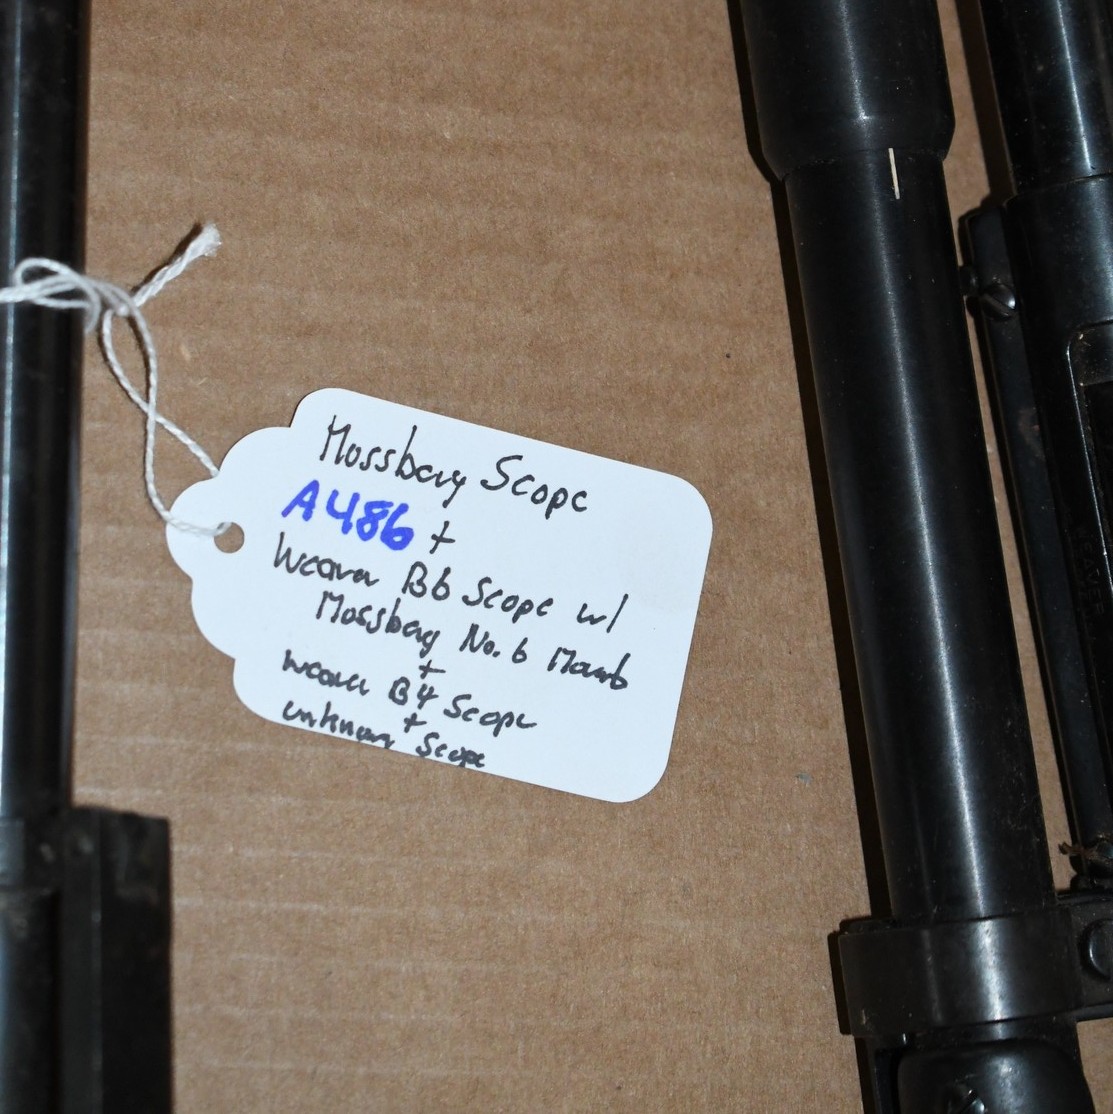 Mossberg Scope
A486 +
Weaver B6 Scope w/
Mossberg No. 6 Mount
+
Weaver B4 Scope
+
unknown Scope